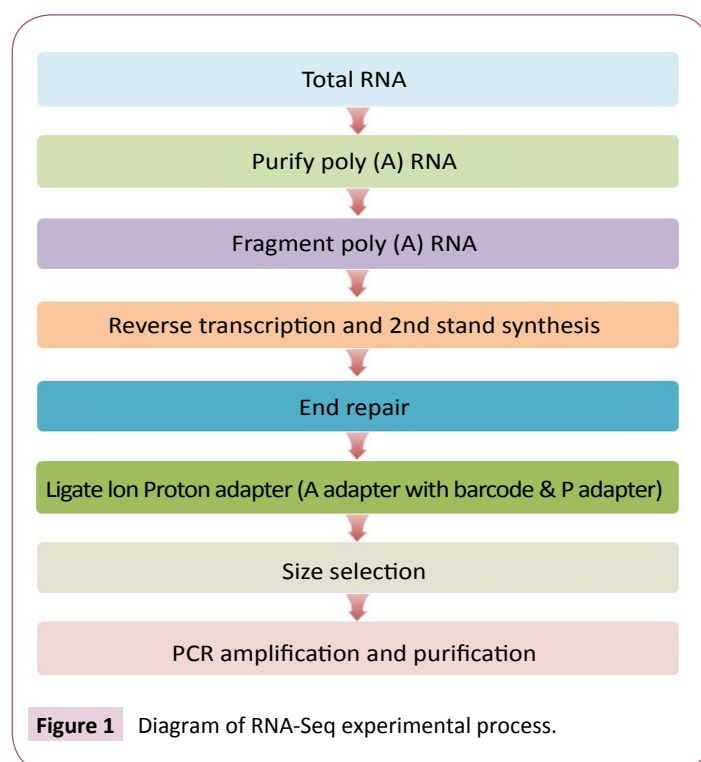 Total RNA
Purify poly (A) RNA
Fragment poly (A) RNA
Reverse transcription and 2nd stand synthesis
End repair
Ligate Ion Proton adapter (A adapter with barcode & P adapter)
Size selection
PCR amplification and purification
Figure 1 Diagram of RNA-Seq experimental process.